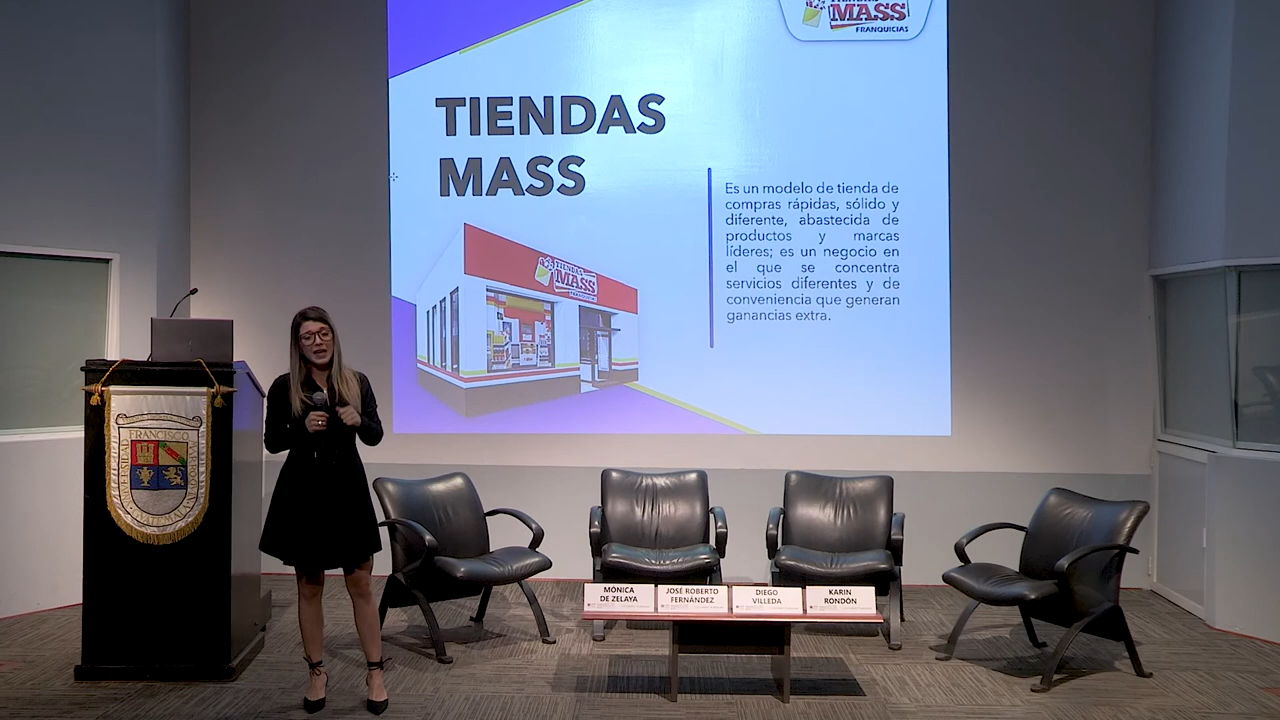 MASS
FRANQUICIAS
TIENDAS
MASS
Es un modelo de tienda de
compras rápidas, sólido y
diferente, abastecida de
productos y marcas
líderes; es un negocio en
el que se concentra
servicios diferentes y de
conveniencia que generan
ganancias extra.
TIENDAS
MASS
FRANQUICIAS
FRANCISCO
MÓNICA
DE ZELAYA
JOSÉ ROBERTO
FERNÁNDEZ
DIEGO
VILLEDA
KARIN
RONDÓN